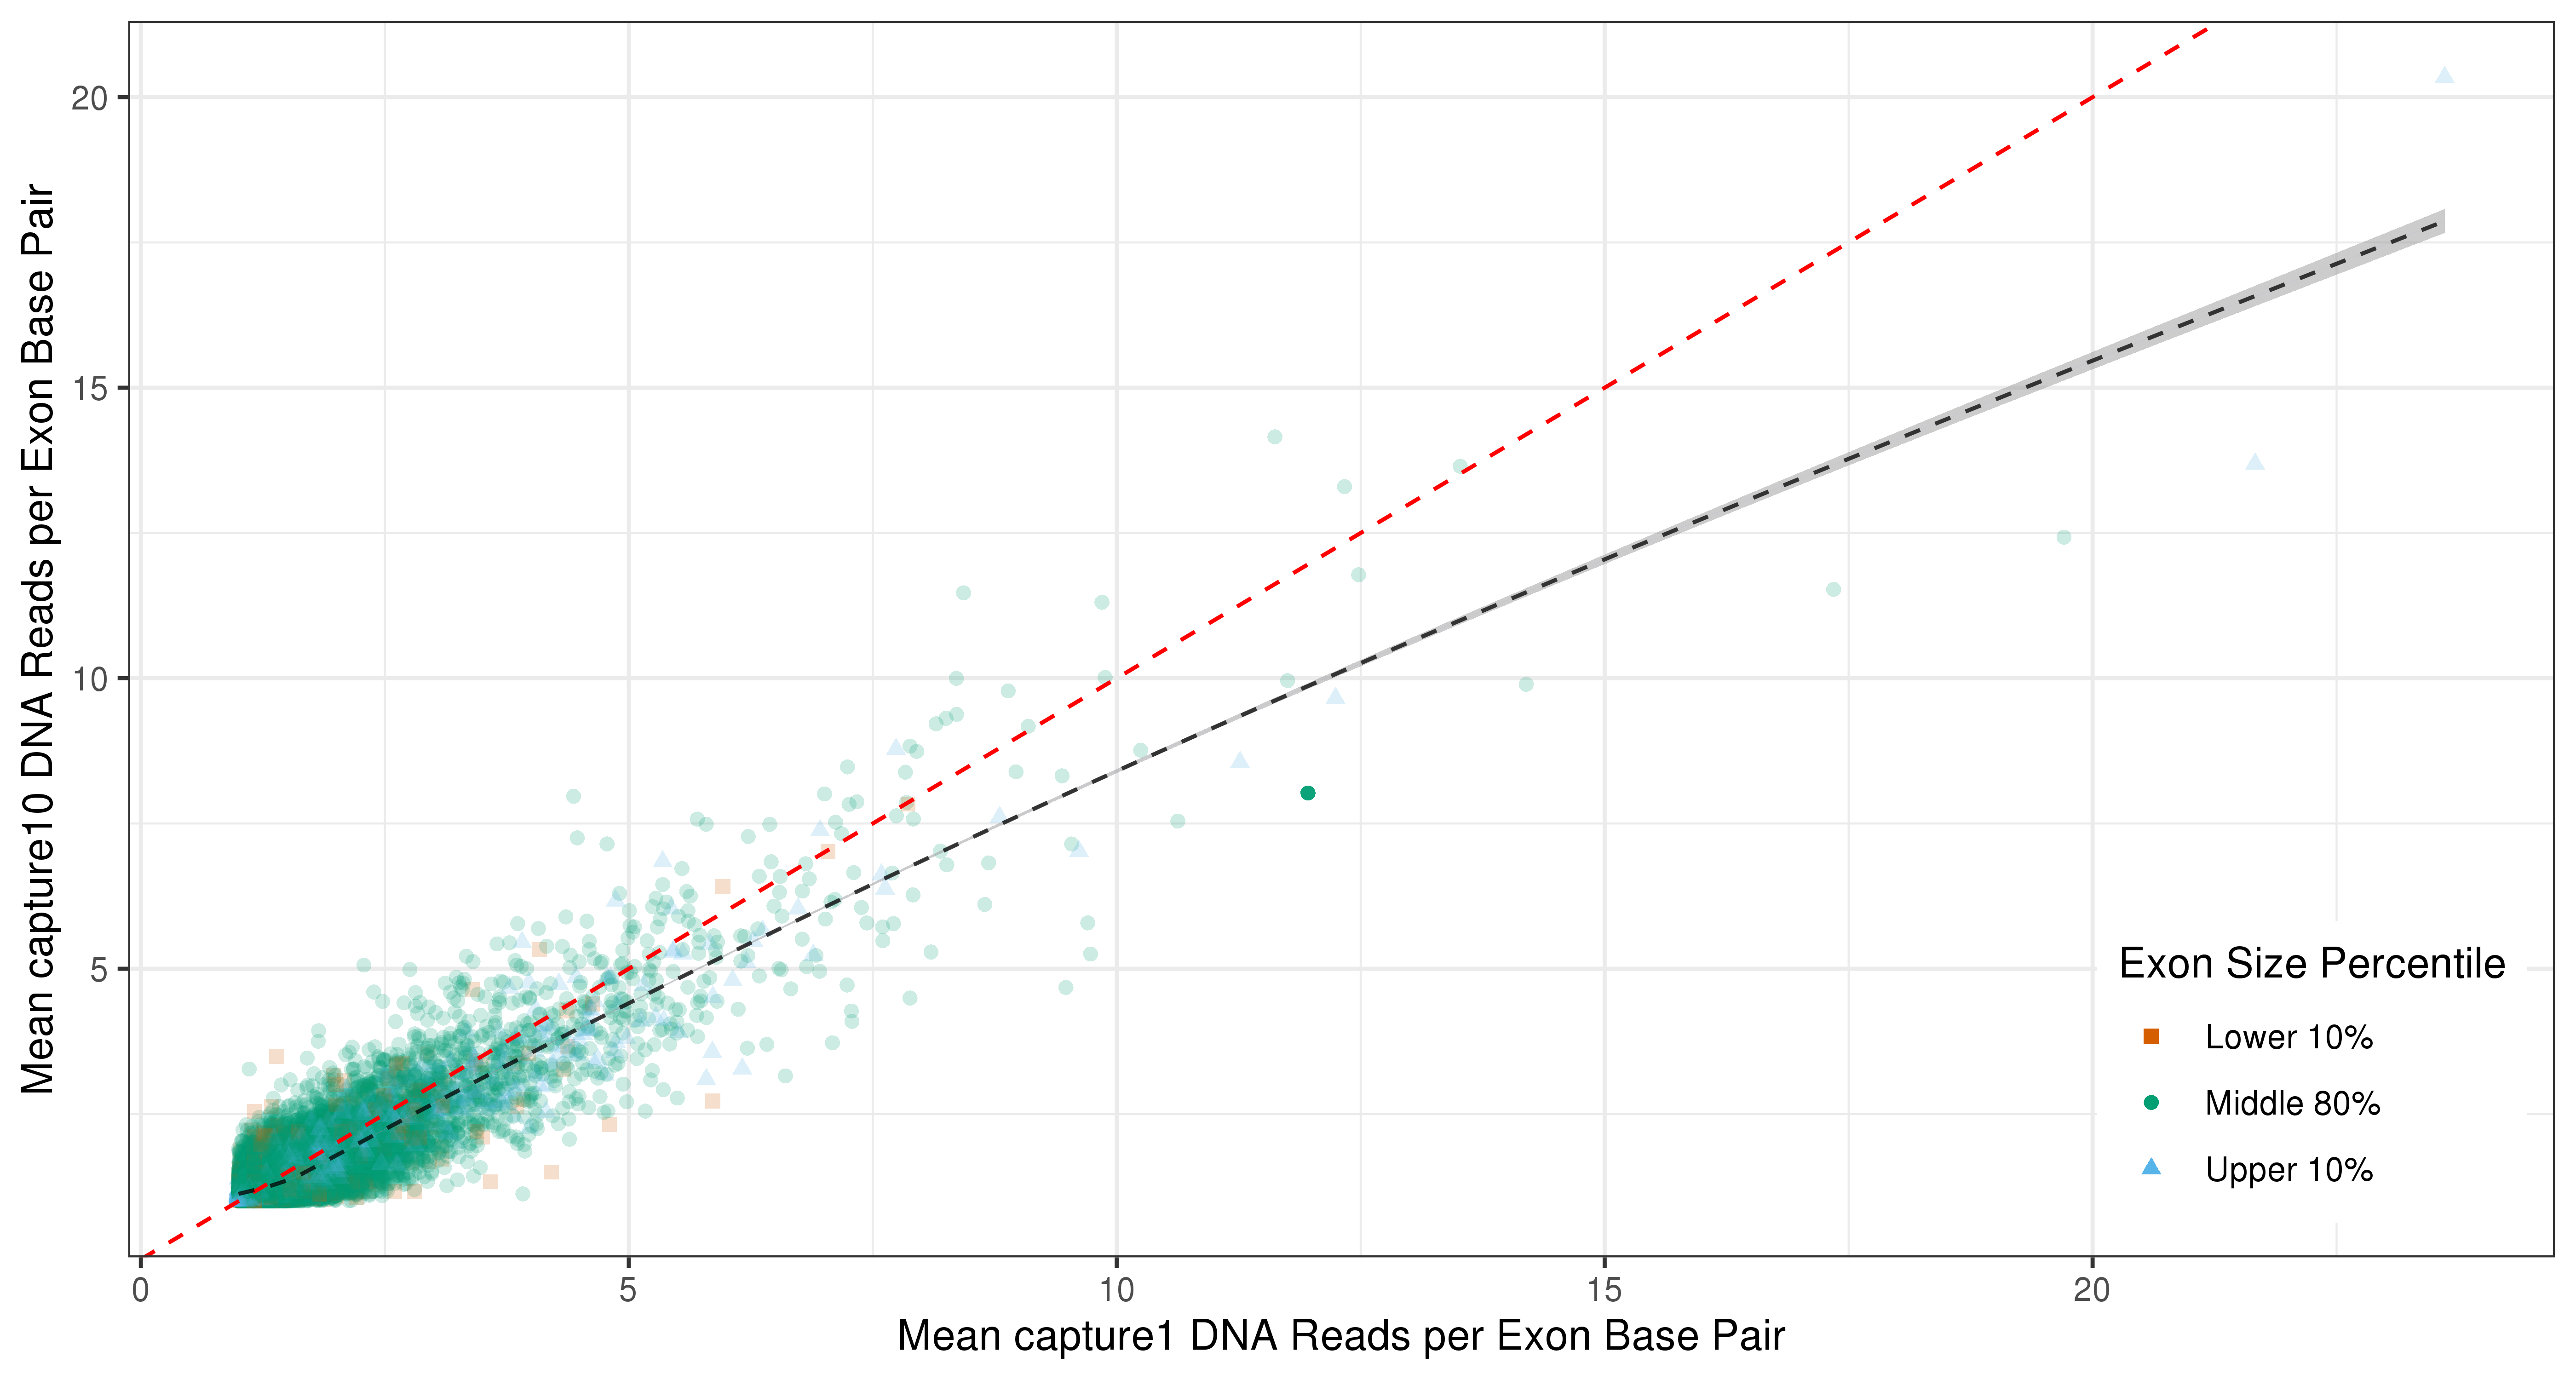 Mean capture10 DNA Reads per Exon Base Pair
20
15
10
5
0 5 10 15 20
Mean capture1 DNA Reads per Exon Base Pair
Exon Size Percentile
Lower 10%
Middle 80%
Upper 10%